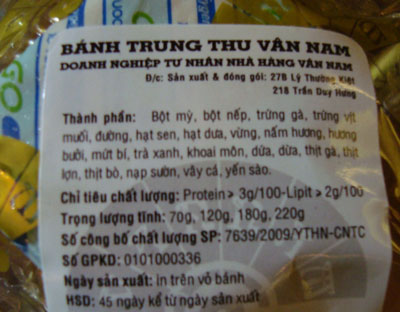 BÁNH TRUNG THU VÂN NAM
DOANH NGHIỆP TƯ NHÂN NHÀ HÀNG VÂN NAM
Đ/c: Sản xuất & đóng gói: 27B Lý Thường Kiệt
218 Trần Duy Hưng
Thành phần: Bột mỳ, bột nếp, trứng gà, trứng vịt
muối, đường, hạt sen, hạt dưa, vừng, nấm hương, hương
bưởi, mứt bí, trà xanh, khoai môn, dừa, dứa, thịt gà, thịt
lợn, thịt bò, nạp sườn, vây cá, yến sào.
Chỉ tiêu chất lượng: Protein > 3g/100-Lipit > 2g/100
Trọng lượng tĩnh: 70g, 120g, 180g, 220g
Số công bố chất lượng SP: 7639/2009/YTHN-CNTC
Số GPKD: 0101000336
Ngày sản xuất: in trên vỏ bánh
HSD: 45 ngày kể từ ngày sản xuất